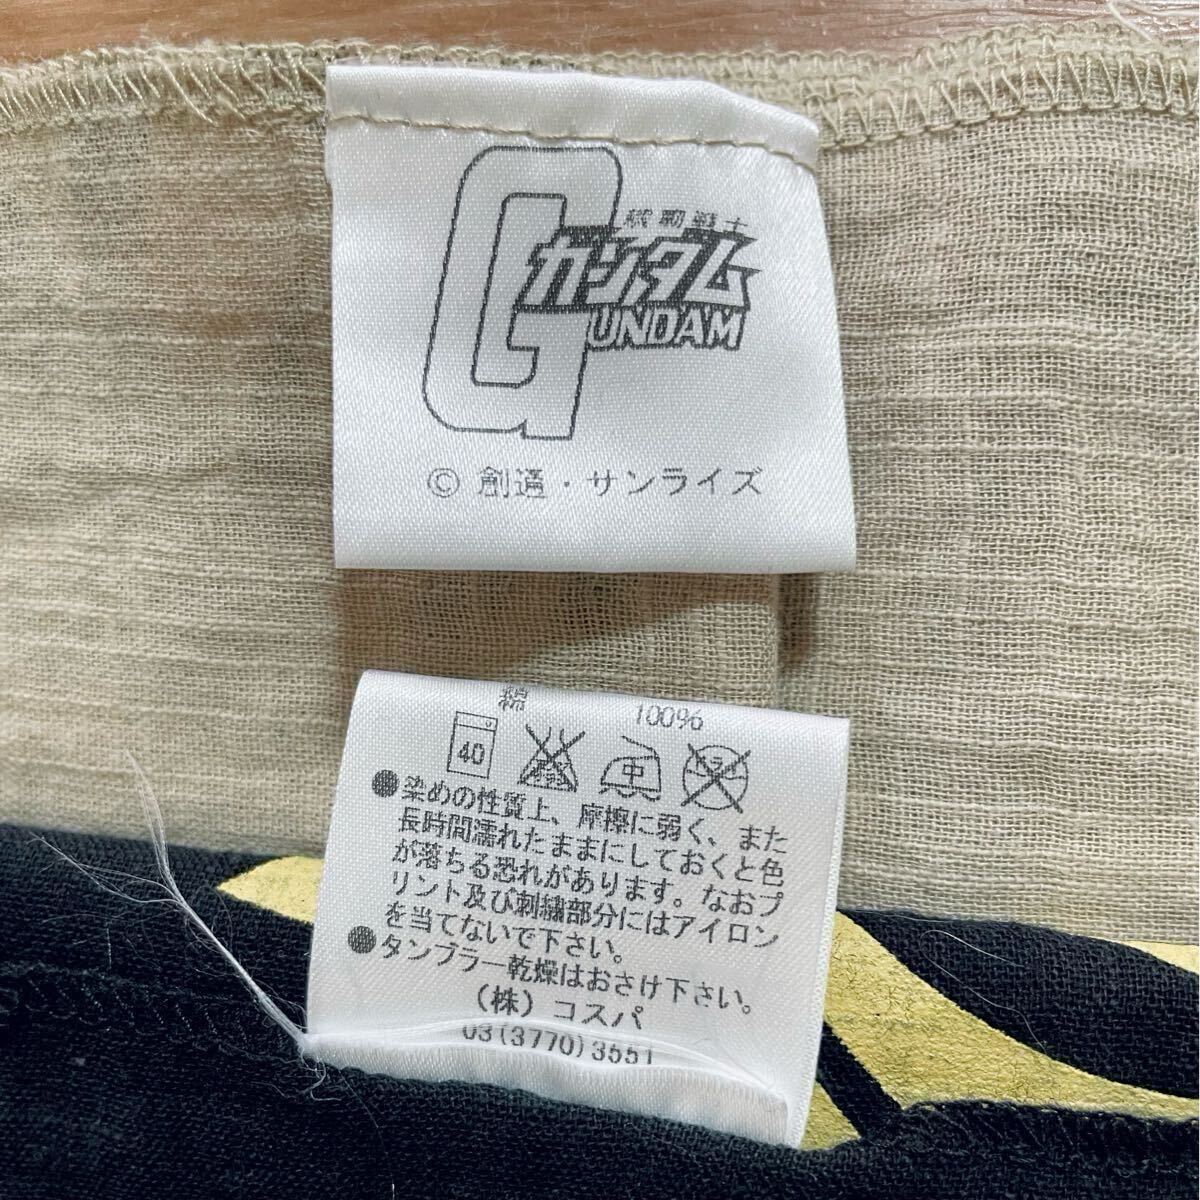 機動戦士
G
ガンダム
GUNDAM
© 創通・サンライズ
綿 100%
40
中
●染めの性質上、摩擦に弱く、また
長時間濡れたままにしておくと色
が落ちる恐れがあります。なおプ
リント及び刺繍部分にはアイロン
を当てないで下さい。
●タンブラー乾燥はおさけ下さい。
(株) コスパ
03(3770)3551